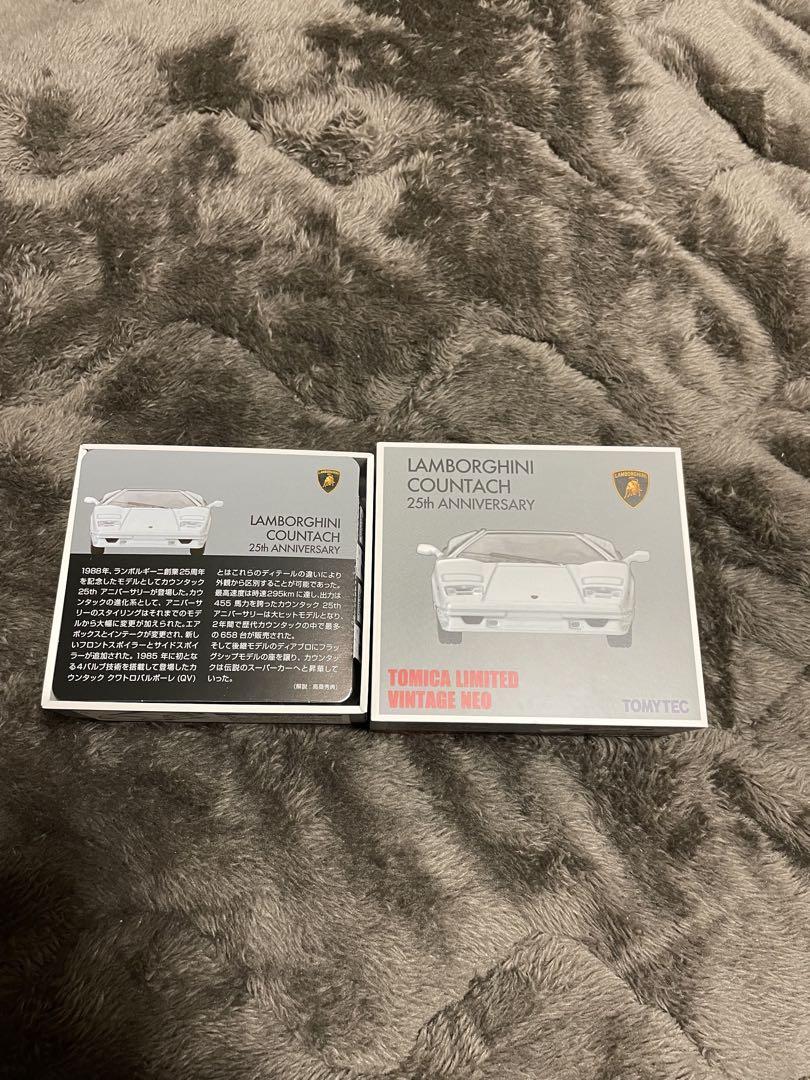 LAMBORGHINI
COUNTACH
25th ANNIVERSARY
1988年、ランボルギーニ創業25周年
を記念したモデルとしてカウンタック
25th アニバーサリーが登場した。カウ
ンタックの進化系として、アニバーサ
リーのスタイリングはそれまでのモデ
ルから大幅に変更が加えられた。エア
ボックスとインテークが変更され、新し
いフロントスポイラーとサイドスポイ
ラーが追加された。1985 年に初とな
る4バルブ技術を搭載して登場したカ
ウンタック クワトロバルボーレ (QV)
とはこれらのディテールの違いにより
外観から区別することが可能であった。
最高速度は時速295kmに達し、出力は
455 馬力を誇ったカウンタック 25th
アニバーサリーは大ヒットモデルとなり、
2年間で歴代カウンタックの中で最多
の 658 台が販売された。
そして後継モデルのディアブロにフラッ
グシップモデルの座を譲り、カウンタッ
クは伝説のスーパーカーへと昇華して
いった。
(解説:高桑秀典)
LAMBORGHINI
COUNTACH
25th ANNIVERSARY
LAMBORGHINI
TOMICA LIMITED
VINTAGE NEO
TOMYTEC